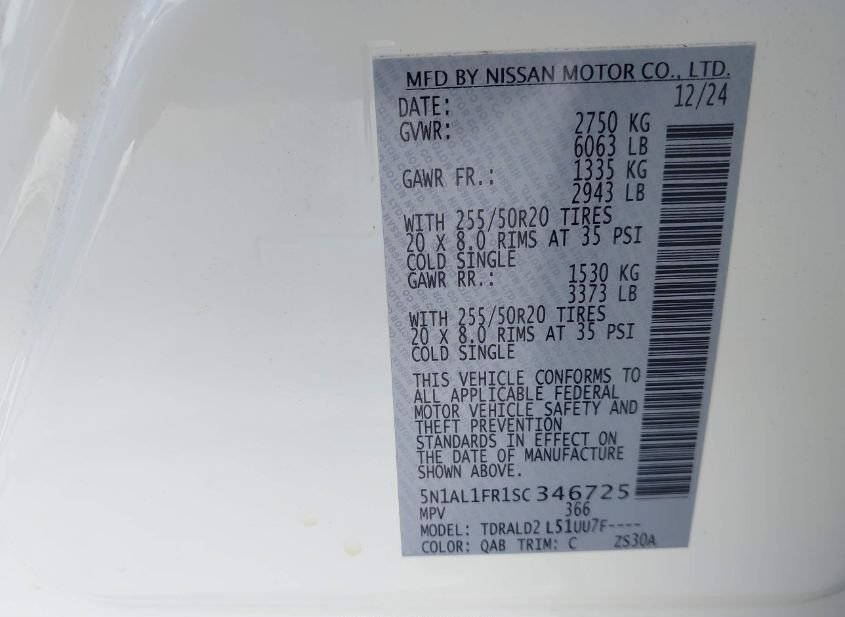 MFD BY NISSAN MOTOR CO., LTD.
DATE: 12/24
GVWR: 2750 KG
6063 LB
GAWR FR.: 1335 KG
2943 LB
WITH 255/50R20 TIRES
20 X 8.0 RIMS AT 35 PSI
COLD SINGLE
GAWR RR.: 1530 KG
3373 LB
WITH 255/50R20 TIRES
20 X 8.0 RIMS AT 35 PSI
COLD SINGLE
THIS VEHICLE CONFORMS TO
ALL APPLICABLE FEDERAL
MOTOR VEHICLE SAFETY AND
THEFT PREVENTION
STANDARDS IN EFFECT ON
THE DATE OF MANUFACTURE
SHOWN ABOVE.
5N1AL1FR1SC346725
MPV 366
MODEL: TDRALD2 L51UU7F----
COLOR: QAB TRIM: C ZS30A